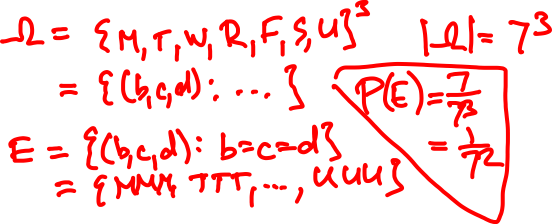 Ω = {M,T,W,R,F,S,U}³ |Ω| = 7³
= {(b,c,d): ...}
P(E) = 7/7³
= 1/7²
E = {(b,c,d): b=c=d}
= {MMM, TTT, ..., UUU}